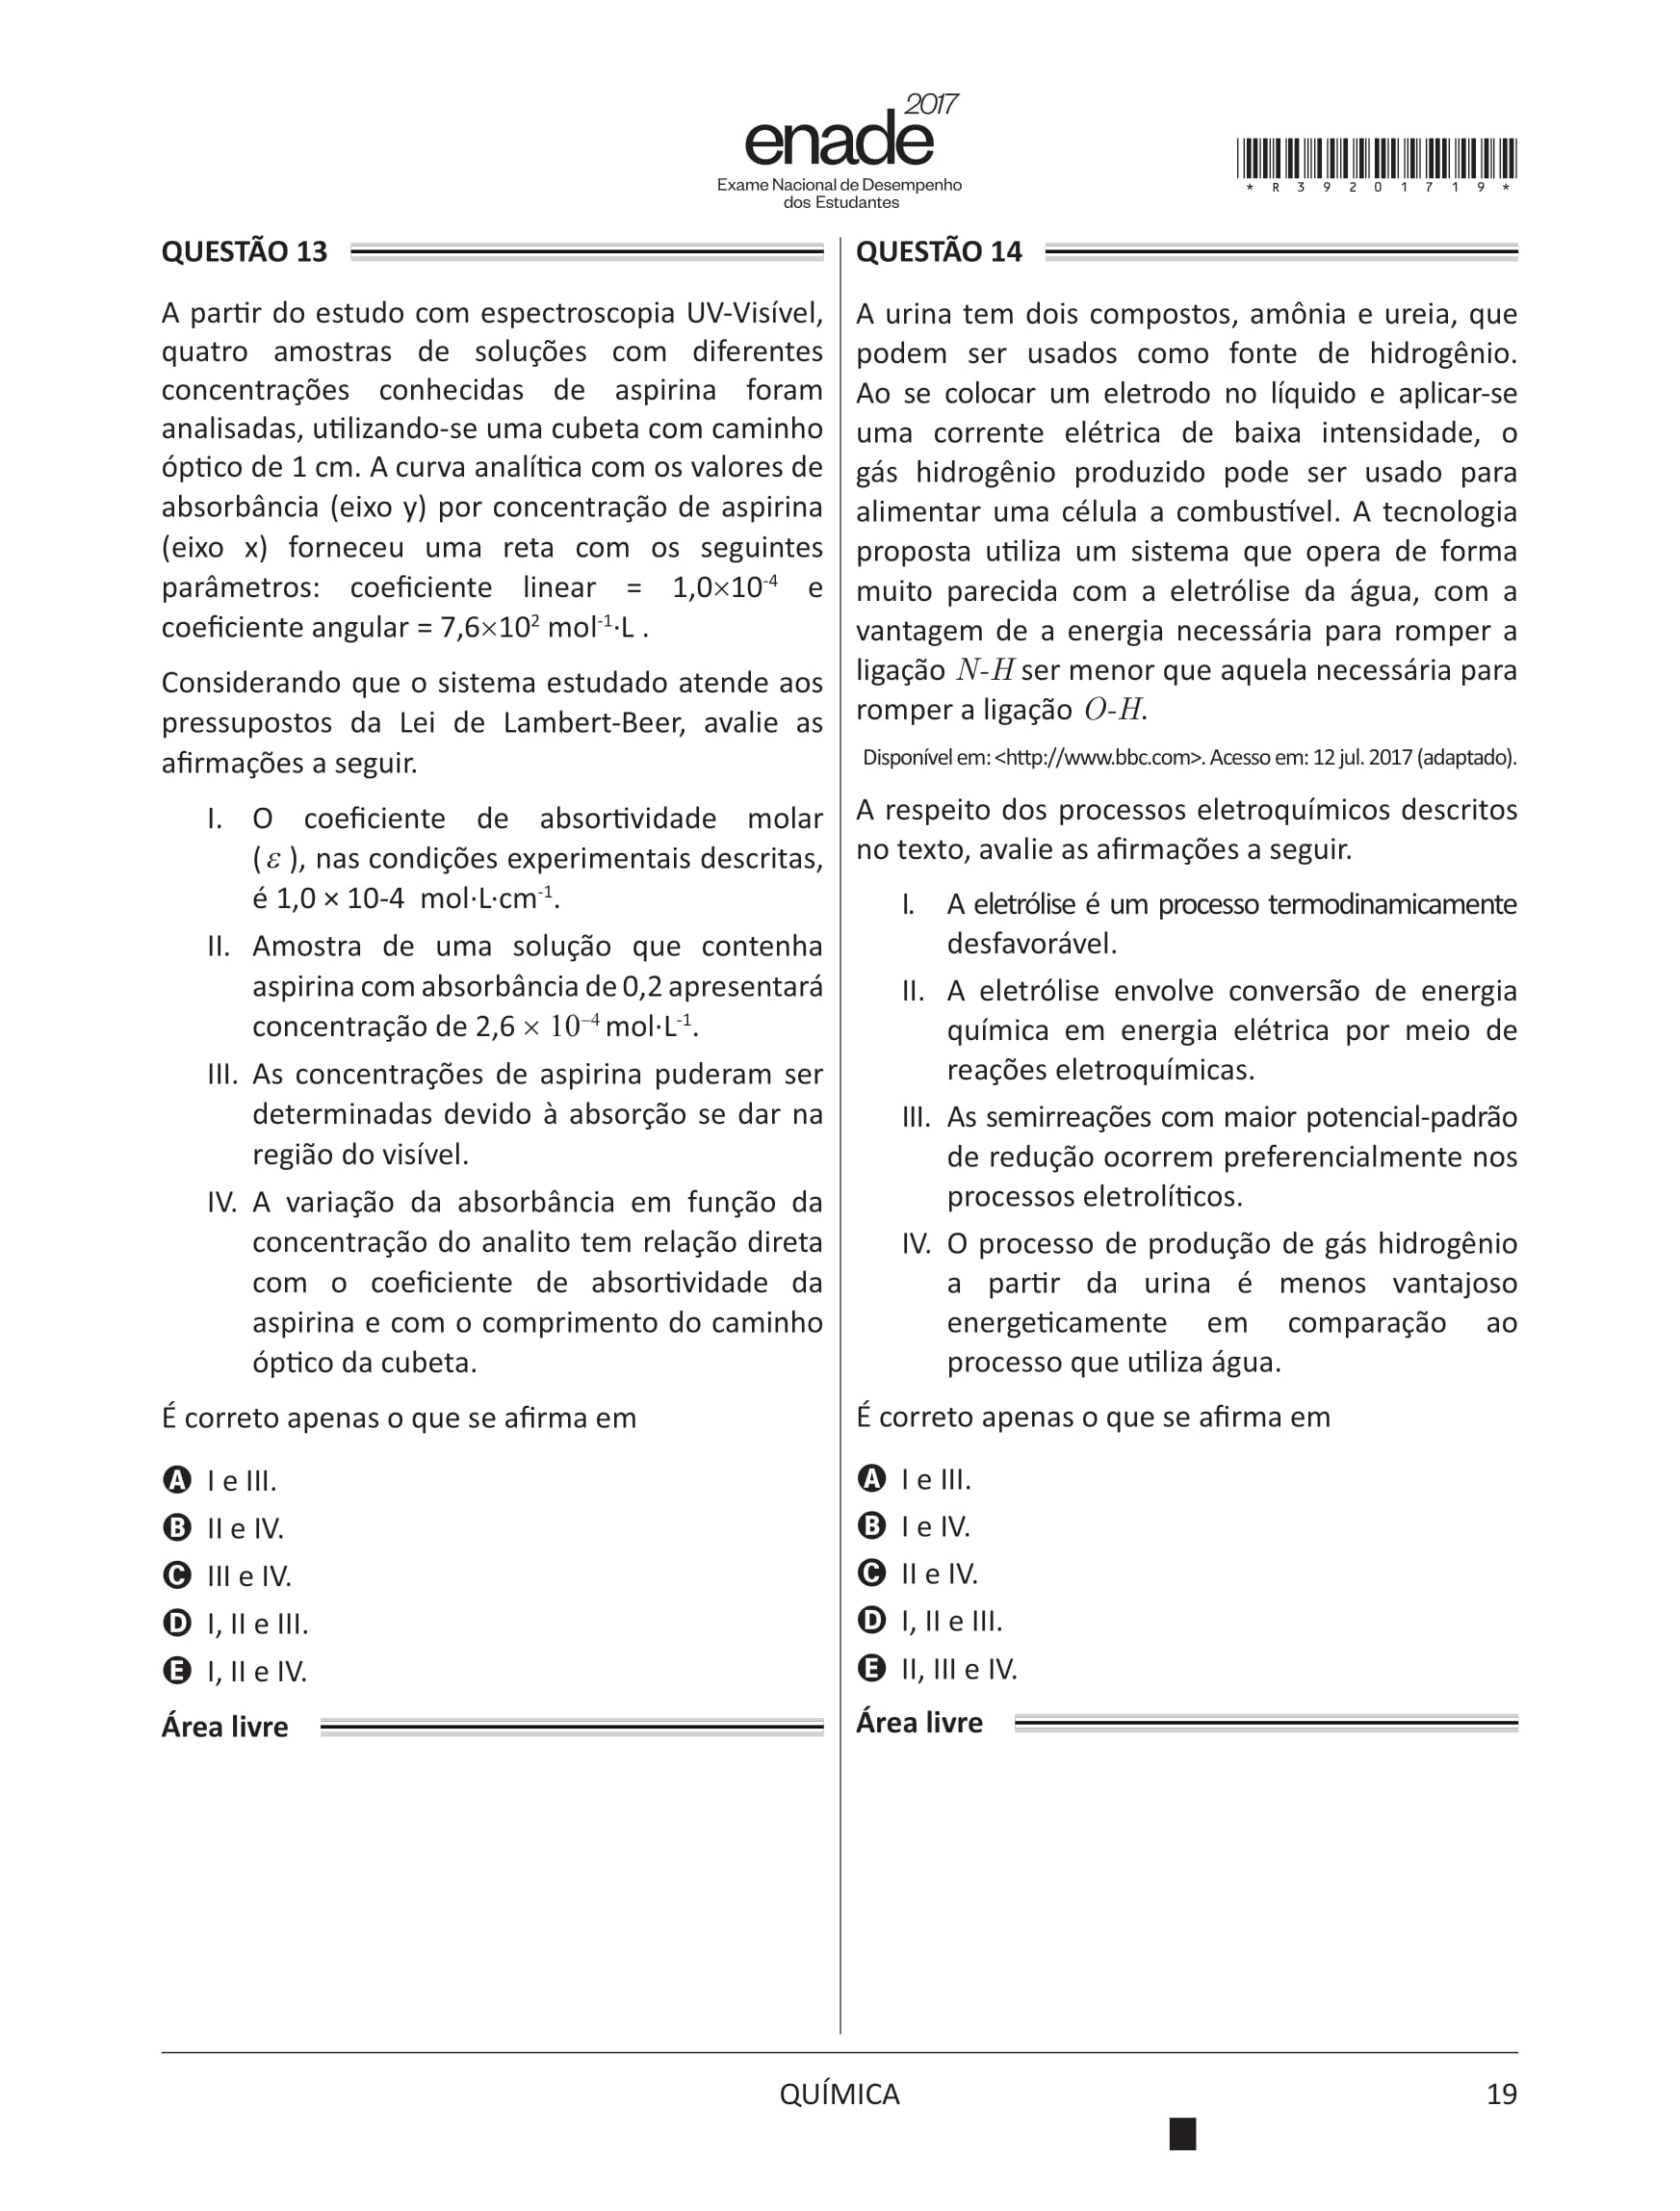 2017
enade
Exame Nacional de Desempenho
dos Estudantes
* R 3 9 2 0 1 7 1 9 *
QUESTÃO 13
A partir do estudo com espectroscopia UV-Visível,
quatro amostras de soluções com diferentes
concentrações conhecidas de aspirina foram
analisadas, utilizando-se uma cubeta com caminho
óptico de 1 cm. A curva analítica com os valores de
absorbância (eixo y) por concentração de aspirina
(eixo x) forneceu uma reta com os seguintes
parâmetros: coeficiente linear = 1,0×10⁻⁴ e
coeficiente angular = 7,6×10² mol⁻¹·L .
Considerando que o sistema estudado atende aos
pressupostos da Lei de Lambert-Beer, avalie as
afirmações a seguir.
I. O coeficiente de absortividade molar
( ε ), nas condições experimentais descritas,
é 1,0 × 10-4 mol·L·cm⁻¹.
II. Amostra de uma solução que contenha
aspirina com absorbância de 0,2 apresentará
concentração de 2,6 × 10⁻⁴ mol·L⁻¹.
III. As concentrações de aspirina puderam ser
determinadas devido à absorção se dar na
região do visível.
IV. A variação da absorbância em função da
concentração do analito tem relação direta
com o coeficiente de absortividade da
aspirina e com o comprimento do caminho
óptico da cubeta.
É correto apenas o que se afirma em
A I e III.
B II e IV.
C III e IV.
D I, II e III.
E I, II e IV.
Área livre
QUESTÃO 14
A urina tem dois compostos, amônia e ureia, que
podem ser usados como fonte de hidrogênio.
Ao se colocar um eletrodo no líquido e aplicar-se
uma corrente elétrica de baixa intensidade, o
gás hidrogênio produzido pode ser usado para
alimentar uma célula a combustível. A tecnologia
proposta utiliza um sistema que opera de forma
muito parecida com a eletrólise da água, com a
vantagem de a energia necessária para romper a
ligação N-H ser menor que aquela necessária para
romper a ligação O-H.
Disponível em: <http://www.bbc.com>. Acesso em: 12 jul. 2017 (adaptado).
A respeito dos processos eletroquímicos descritos
no texto, avalie as afirmações a seguir.
I. A eletrólise é um processo termodinamicamente
desfavorável.
II. A eletrólise envolve conversão de energia
química em energia elétrica por meio de
reações eletroquímicas.
III. As semirreações com maior potencial-padrão
de redução ocorrem preferencialmente nos
processos eletrolíticos.
IV. O processo de produção de gás hidrogênio
a partir da urina é menos vantajoso
energeticamente em comparação ao
processo que utiliza água.
É correto apenas o que se afirma em
A I e III.
B I e IV.
C II e IV.
D I, II e III.
E II, III e IV.
Área livre
QUÍMICA
19